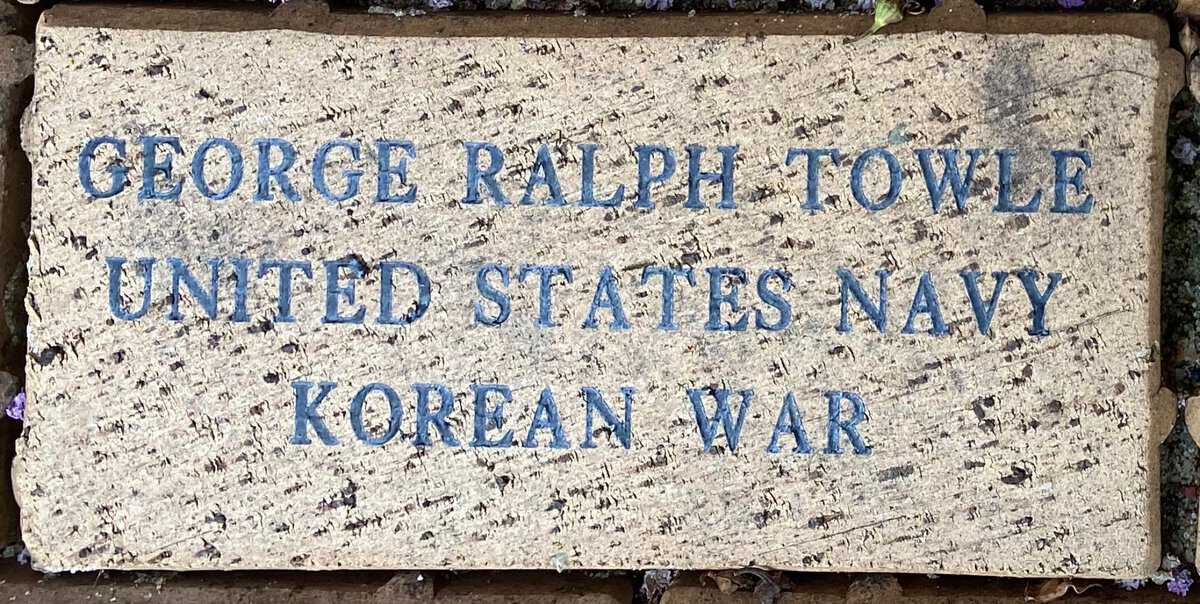 GEORGE RALPH TOWLE
UNITED STATES NAVY
KOREAN WAR